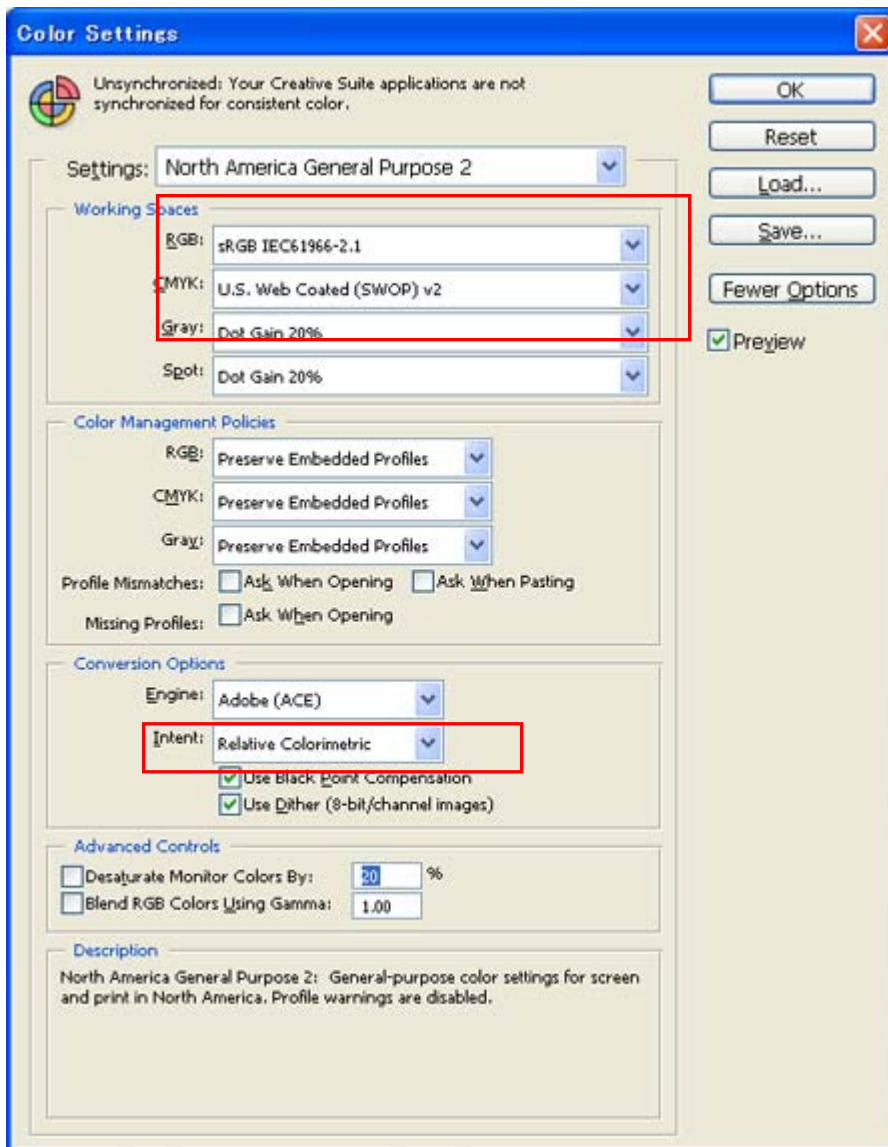 Color Settings
Unsynchronized: Your Creative Suite applications are not
synchronized for consistent color.
OK
Reset
Load...
Save...
Fewer Options
Preview
Settings: North America General Purpose 2
Working Spaces
RGB: sRGB IEC61966-2.1
CMYK: U.S. Web Coated (SWOP) v2
Gray: Dot Gain 20%
Spot: Dot Gain 20%
Color Management Policies
RGB: Preserve Embedded Profiles
CMYK: Preserve Embedded Profiles
Gray: Preserve Embedded Profiles
Profile Mismatches: Ask When Opening Ask When Pasting
Missing Profiles: Ask When Opening
Conversion Options
Engine: Adobe (ACE)
Intent: Relative Colorimetric
Use Black Point Compensation
Use Dither (8-bit/channel images)
Advanced Controls
Desaturate Monitor Colors By: 20 %
Blend RGB Colors Using Gamma: 1.00
Description
North America General Purpose 2: General-purpose color settings for screen
and print in North America. Profile warnings are disabled.